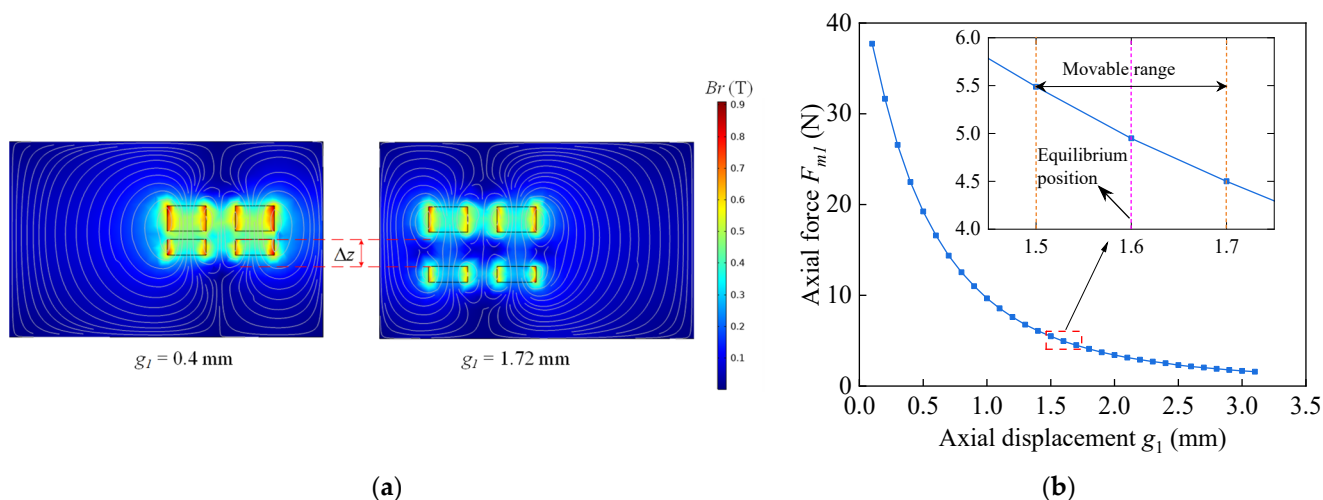 Br (T)
0.9
0.8
0.7
0.6
0.5
0.4
0.3
0.2
0.1
Δz
g1 = 0.4 mm
g1 = 1.72 mm
(a)
Axial force Fm1 (N)
40
30
20
10
0
0.0 0.5 1.0 1.5 2.0 2.5 3.0 3.5
Axial displacement g1 (mm)
6.0
5.5
5.0
4.5
4.0
Movable range
Equilibrium
position
1.5 1.6 1.7
(b)